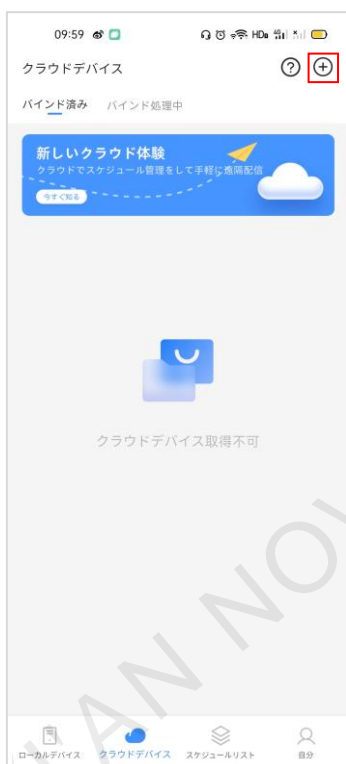 09:59
HD
クラウドデバイス
バインド済み バインド処理中
新しいクラウド体験
クラウドでスケジュール管理をして手軽に遠隔配信
今すぐ知る
クラウドデバイス取得不可
ローカルデバイス クラウドデバイス スケジュールリスト 自分